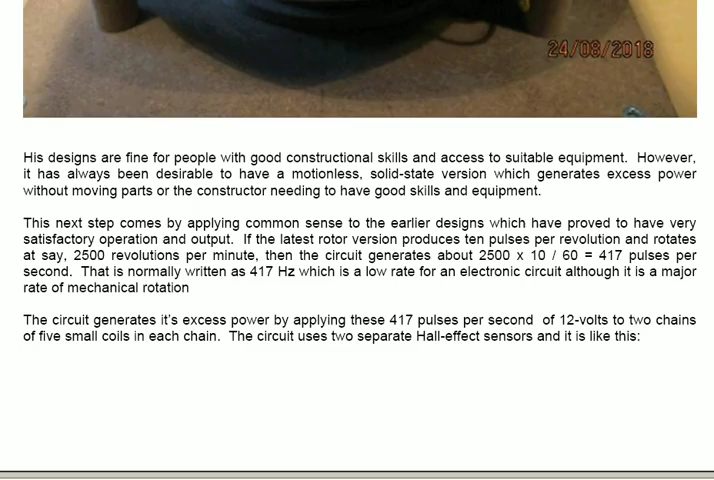 24/08/2018
His designs are fine for people with good constructional skills and access to suitable equipment.  However,
it has always been desirable to have a motionless, solid-state version which generates excess power
without moving parts or the constructor needing to have good skills and equipment.
This next step comes by applying common sense to the earlier designs which have proved to have very
satisfactory operation and output.  If the latest rotor version produces ten pulses per revolution and rotates
at say, 2500 revolutions per minute, then the circuit generates about 2500 x 10 / 60 = 417 pulses per
second.  That is normally written as 417 Hz which is a low rate for an electronic circuit although it is a major
rate of mechanical rotation
The circuit generates it's excess power by applying these 417 pulses per second  of 12-volts to two chains
of five small coils in each chain.  The circuit uses two separate Hall-effect sensors and it is like this: